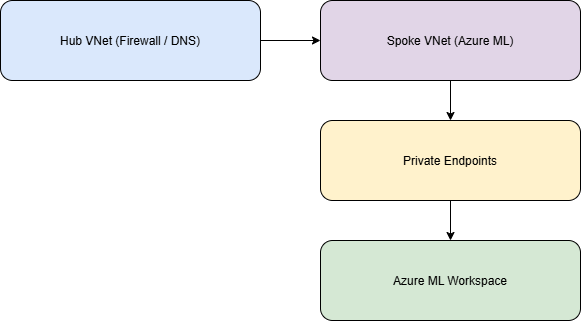 Hub VNet (Firewall / DNS)
Spoke VNet (Azure ML)
Private Endpoints
Azure ML Workspace